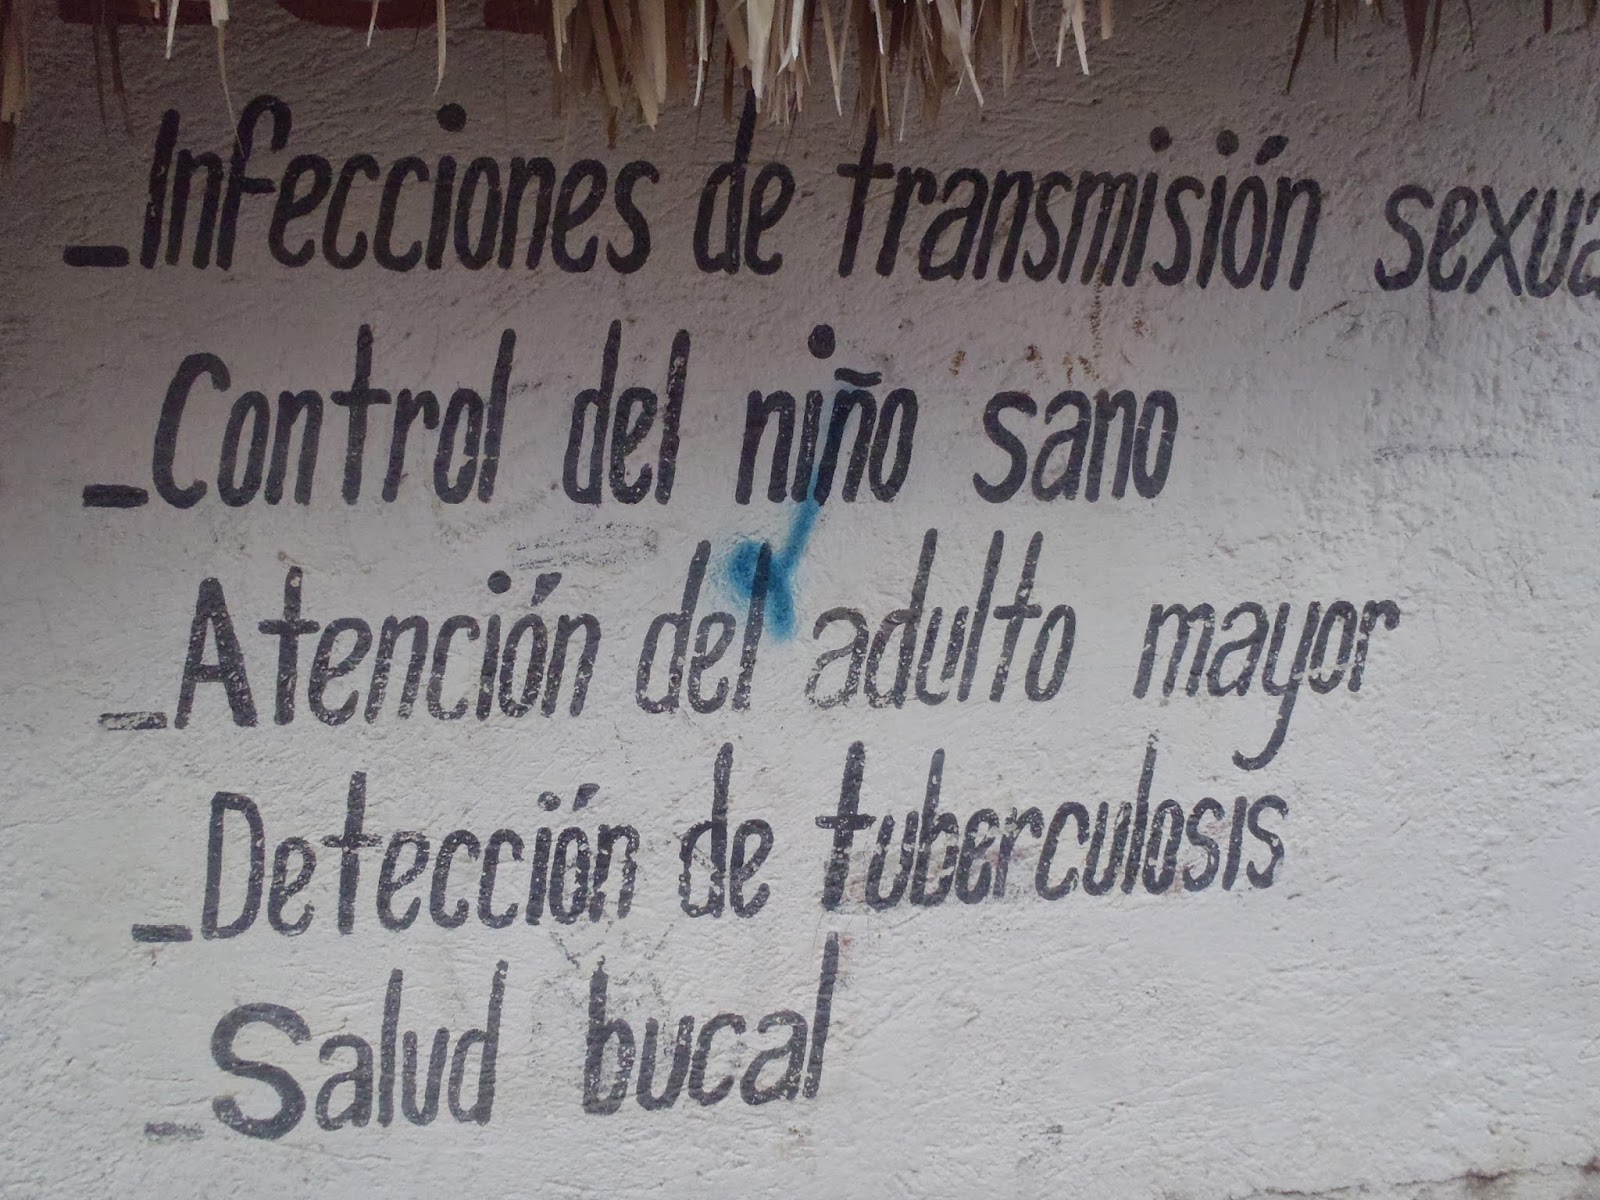 _Infecciones de transmisión sexua
_Control del niño sano
_Atención del adulto mayor
_Detección de tuberculosis
_Salud bucal